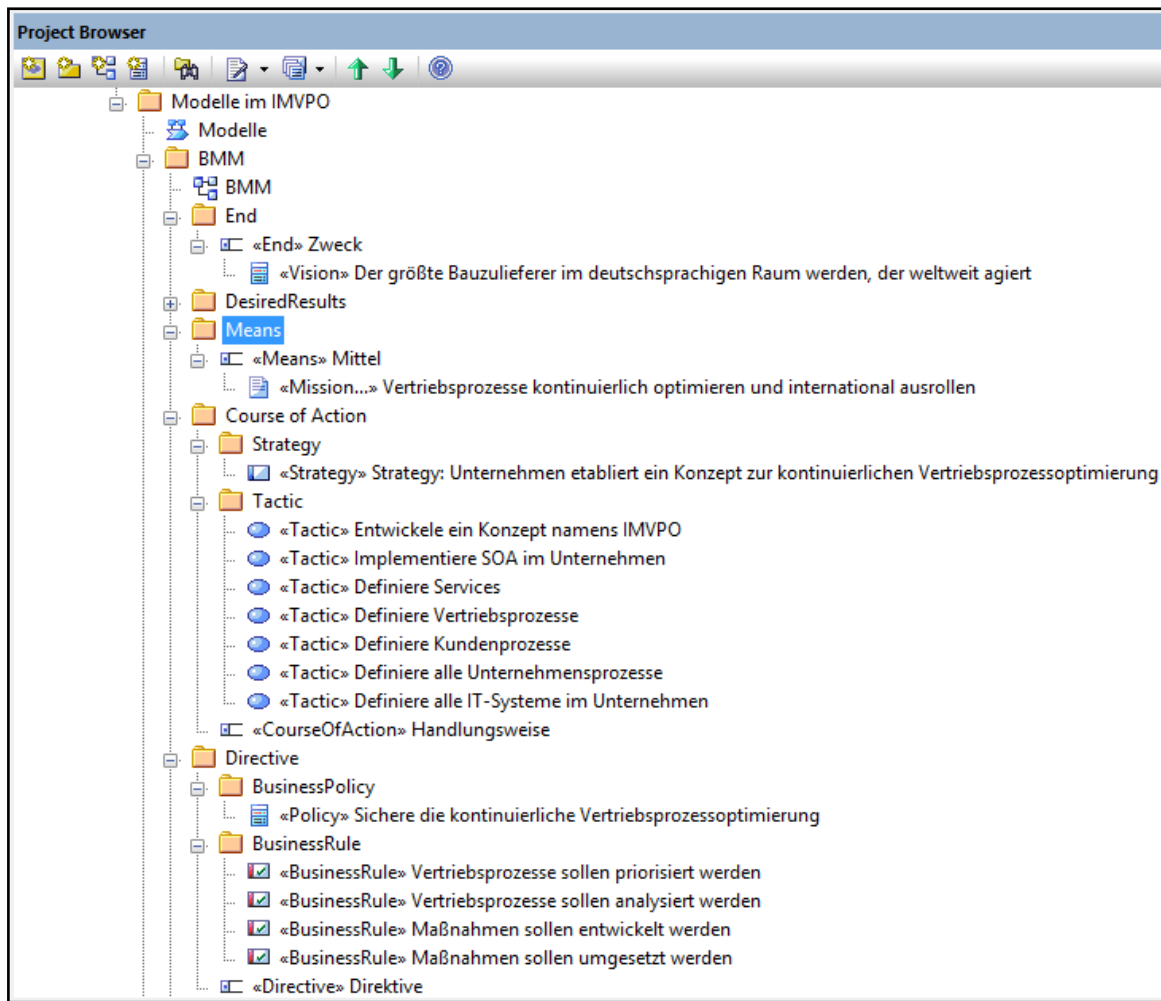 Project Browser
Modelle im IMVPO
Modelle
BMM
BMM
End
«End» Zweck
«Vision» Der größte Bauzulieferer im deutschsprachigen Raum werden, der weltweit agiert
DesiredResults
Means
«Means» Mittel
«Mission...» Vertriebsprozesse kontinuierlich optimieren und international ausrollen
Course of Action
Strategy
«Strategy» Strategy: Unternehmen etabliert ein Konzept zur kontinuierlichen Vertriebsprozessoptimierung
Tactic
«Tactic» Entwickele ein Konzept namens IMVPO
«Tactic» Implementiere SOA im Unternehmen
«Tactic» Definiere Services
«Tactic» Definiere Vertriebsprozesse
«Tactic» Definiere Kundenprozesse
«Tactic» Definiere alle Unternehmensprozesse
«Tactic» Definiere alle IT-Systeme im Unternehmen
«CourseOfAction» Handlungsweise
Directive
BusinessPolicy
«Policy» Sichere die kontinuierliche Vertriebsprozessoptimierung
BusinessRule
«BusinessRule» Vertriebsprozesse sollen priorisiert werden
«BusinessRule» Vertriebsprozesse sollen analysiert werden
«BusinessRule» Maßnahmen sollen entwickelt werden
«BusinessRule» Maßnahmen sollen umgesetzt werden
«Directive» Direktive